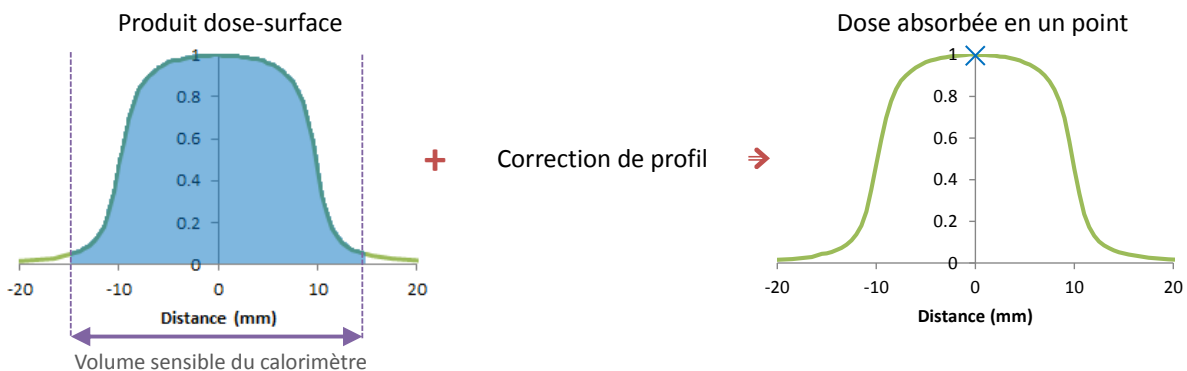 Produit dose-surface
1
0.8
0.6
0.4
0.2
0
-20 -10 0 10 20
Distance (mm)
Volume sensible du calorimètre
+ Correction de profil
Dose absorbée en un point
1
0.8
0.6
0.4
0.2
0
-20 -10 0 10 20
Distance (mm)